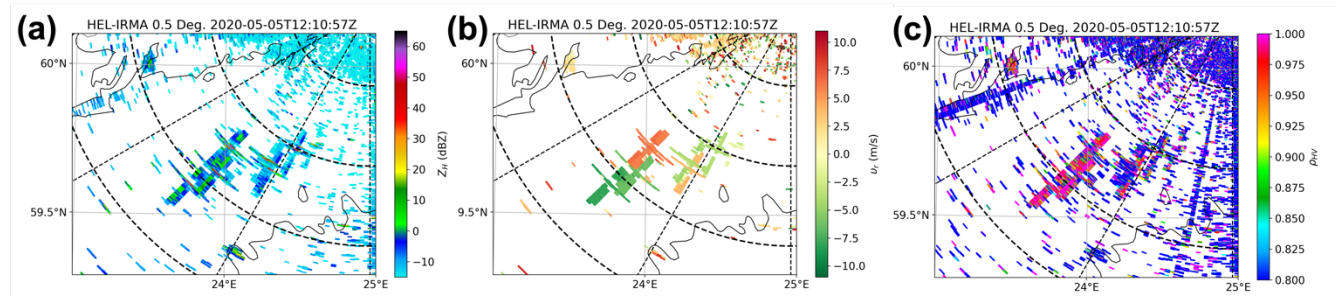 (a)
HEL-IRMA 0.5 Deg. 2020-05-05T12:10:57Z
60°N
59.5°N
24°E
25°E
60
50
40
30
20
10
0
−10
Z_H (dBZ)
(b)
HEL-IRMA 0.5 Deg. 2020-05-05T12:10:57Z
60°N
9.5°N
24°E
25°E
10.0
7.5
5.0
2.5
0.0
−2.5
−5.0
−7.5
−10.0
υ_r (m/s)
(c)
HEL-IRMA 0.5 Deg. 2020-05-05T12:10:57Z
60°N
59.5°N
24°E
25°E
1.000
0.975
0.950
0.925
0.900
0.875
0.850
0.825
0.800
ρ_HV